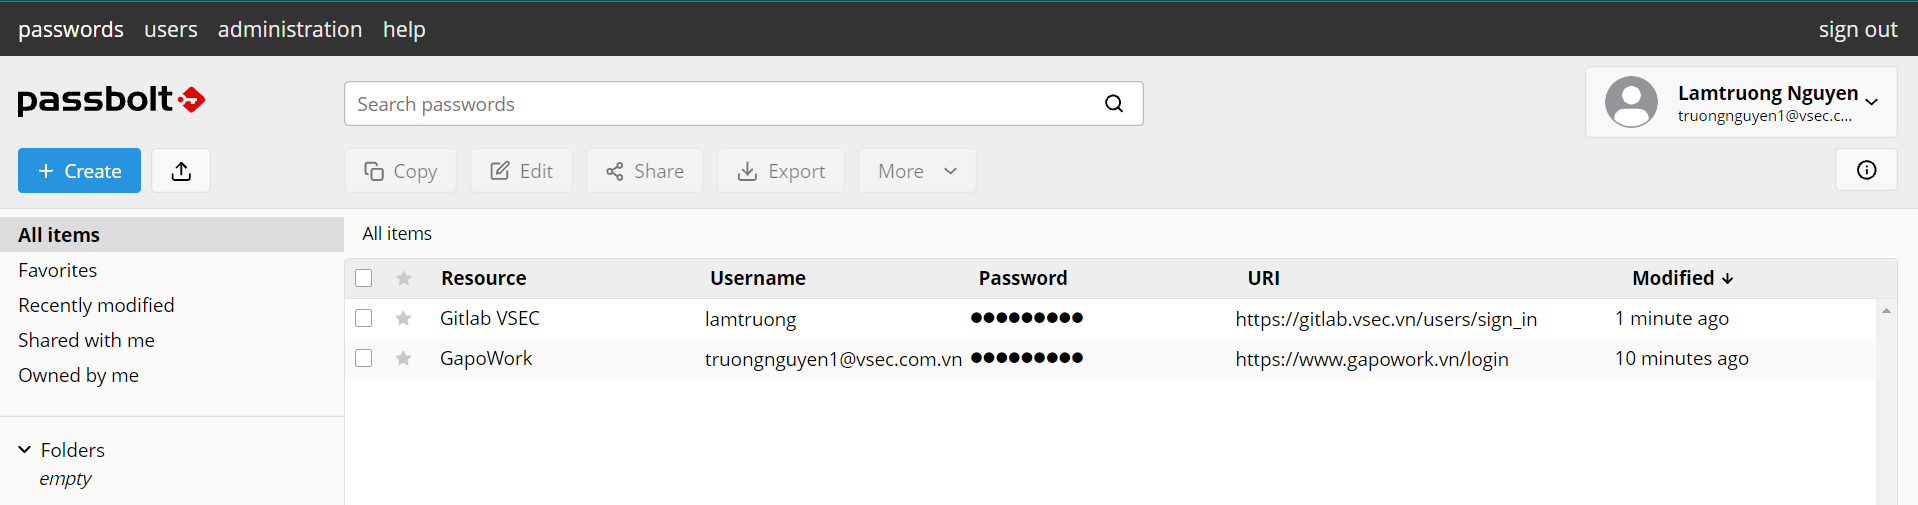 passwords users administration help sign out
passbolt
Search passwords
Lamtruong Nguyen
truongnguyen1@vsec.c...
Create
Copy Edit Share Export More
All items
Favorites
Recently modified
Shared with me
Owned by me
Folders
empty
All items
Resource Username Password URI Modified
Gitlab VSEC lamtruong ●●●●●●●●● https://gitlab.vsec.vn/users/sign_in 1 minute ago
GapoWork truongnguyen1@vsec.com.vn ●●●●●●●●● https://www.gapowork.vn/login 10 minutes ago